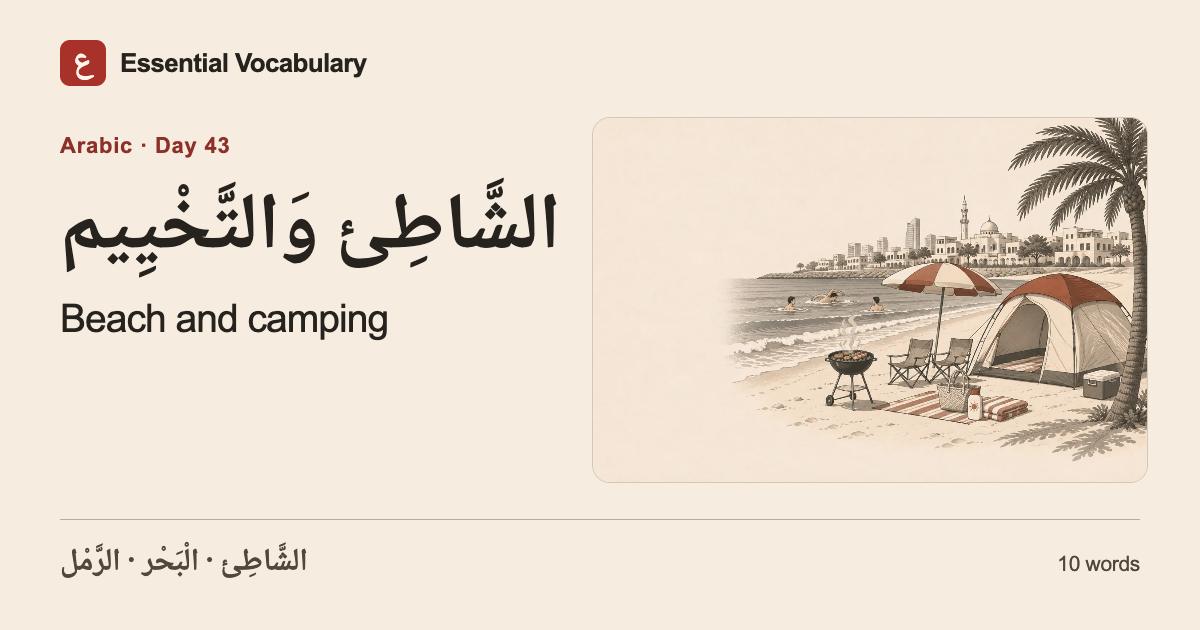 ع Essential Vocabulary
Arabic · Day 43
الشَّاطِئ وَالتَّخْيِيم
Beach and camping
الشَّاطِئ · الْبَحْر · الرَّمْل
10 words